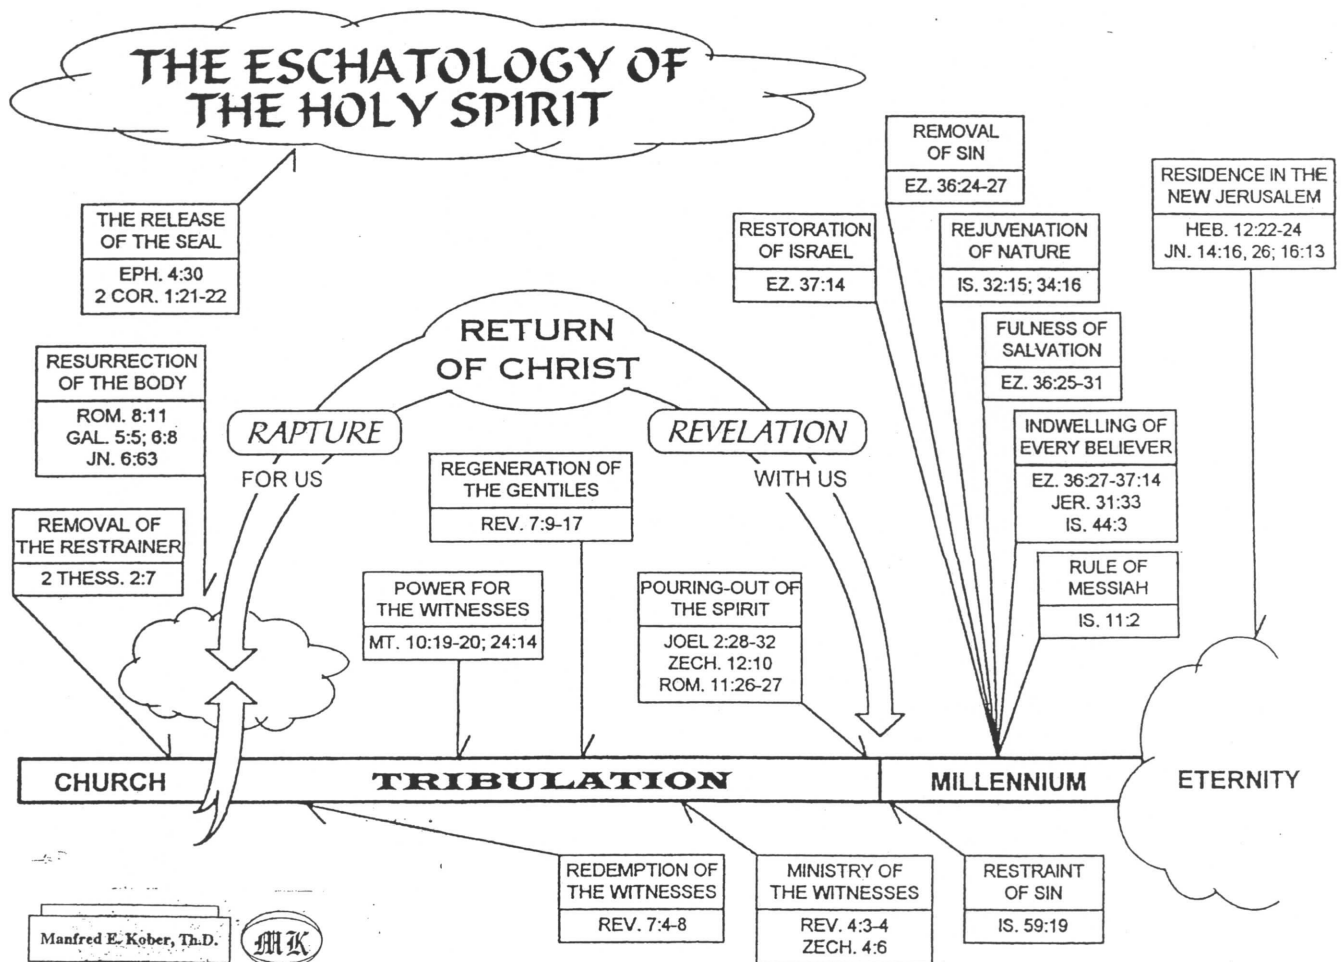 THE ESCHATOLOGY OF
THE HOLY SPIRIT
THE RELEASE
OF THE SEAL
EPH. 4:30
2 COR. 1:21-22
RESURRECTION
OF THE BODY
ROM. 8:11
GAL. 5:5; 6:8
JN. 6:63
REMOVAL OF
THE RESTRAINER
2 THESS. 2:7
RETURN
OF CHRIST
RAPTURE
FOR US
REVELATION
WITH US
REGENERATION OF
THE GENTILES
REV. 7:9-17
POWER FOR
THE WITNESSES
MT. 10:19-20; 24:14
POURING-OUT OF
THE SPIRIT
JOEL 2:28-32
ZECH. 12:10
ROM. 11:26-27
RESTORATION
OF ISRAEL
EZ. 37:14
REMOVAL
OF SIN
EZ. 36:24-27
REJUVENATION
OF NATURE
IS. 32:15; 34:16
FULNESS OF
SALVATION
EZ. 36:25-31
INDWELLING OF
EVERY BELIEVER
EZ. 36:27-37:14
JER. 31:33
IS. 44:3
RULE OF
MESSIAH
IS. 11:2
RESIDENCE IN THE
NEW JERUSALEM
HEB. 12:22-24
JN. 14:16, 26; 16:13
CHURCH
TRIBULATION
MILLENNIUM
ETERNITY
REDEMPTION OF
THE WITNESSES
REV. 7:4-8
MINISTRY OF
THE WITNESSES
REV. 4:3-4
ZECH. 4:6
RESTRAINT
OF SIN
IS. 59:19
Manfred E. Kober, Th.D.
MK